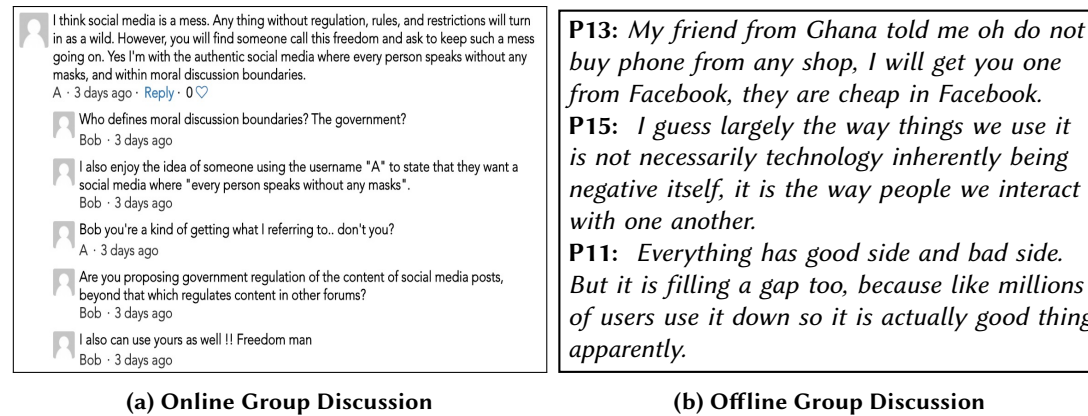 I think social media is a mess. Any thing without regulation, rules, and restrictions will turn
in as a wild. However, you will find someone call this freedom and ask to keep such a mess
going on. Yes I'm with the authentic social media where every person speaks without any
masks, and within moral discussion boundaries.
A · 3 days ago · Reply · 0♡
Who defines moral discussion boundaries? The government?
Bob · 3 days ago
I also enjoy the idea of someone using the username "A" to state that they want a
social media where "every person speaks without any masks".
Bob · 3 days ago
Bob you're a kind of getting what I referring to.. don't you?
A · 3 days ago
Are you proposing government regulation of the content of social media posts,
beyond that which regulates content in other forums?
Bob · 3 days ago
I also can use yours as well !! Freedom man
Bob · 3 days ago
(a) Online Group Discussion
P13: My friend from Ghana told me oh do not
buy phone from any shop, I will get you one
from Facebook, they are cheap in Facebook.
P15: I guess largely the way things we use it
is not necessarily technology inherently being
negative itself, it is the way people we interact
with one another.
P11: Everything has good side and bad side.
But it is filling a gap too, because like millions
of users use it down so it is actually good thing
apparently.
(b) Offline Group Discussion